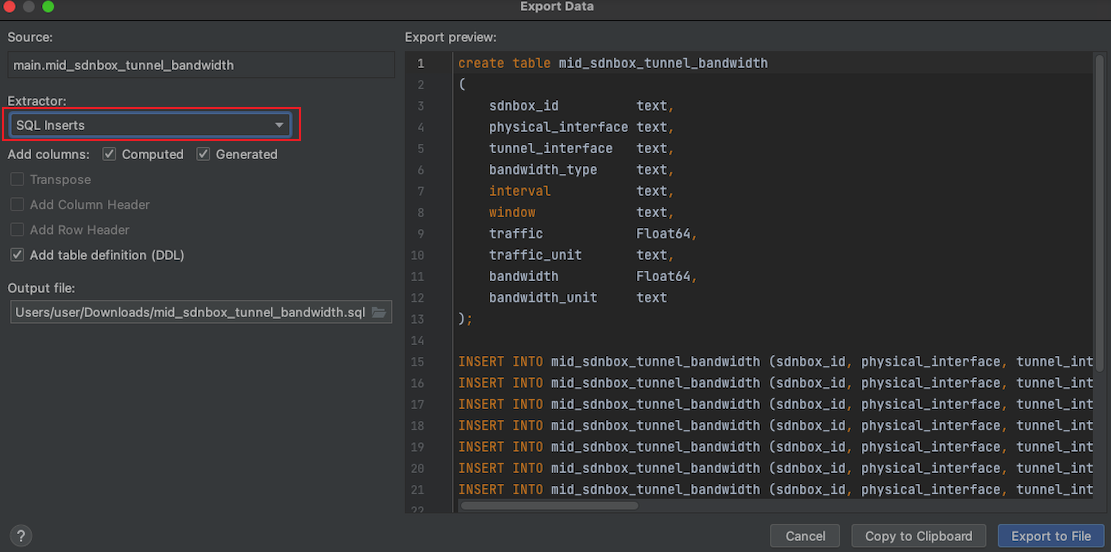 Export Data
Source:
main.mid_sdnbox_tunnel_bandwidth
Extractor:
SQL Inserts
Add columns: Computed Generated
Transpose
Add Column Header
Add Row Header
Add table definition (DDL)
Output file:
Users/user/Downloads/mid_sdnbox_tunnel_bandwidth.sql
?
Export preview:
1 create table mid_sdnbox_tunnel_bandwidth
2 (
3 sdnbox_id text,
4 physical_interface text,
5 tunnel_interface text,
6 bandwidth_type text,
7 interval text,
8 window text,
9 traffic Float64,
10 traffic_unit text,
11 bandwidth Float64,
12 bandwidth_unit text
13 );
14
15 INSERT INTO mid_sdnbox_tunnel_bandwidth (sdnbox_id, physical_interface, tunnel_int
16 INSERT INTO mid_sdnbox_tunnel_bandwidth (sdnbox_id, physical_interface, tunnel_int
17 INSERT INTO mid_sdnbox_tunnel_bandwidth (sdnbox_id, physical_interface, tunnel_int
18 INSERT INTO mid_sdnbox_tunnel_bandwidth (sdnbox_id, physical_interface, tunnel_int
19 INSERT INTO mid_sdnbox_tunnel_bandwidth (sdnbox_id, physical_interface, tunnel_int
20 INSERT INTO mid_sdnbox_tunnel_bandwidth (sdnbox_id, physical_interface, tunnel_int
21 INSERT INTO mid_sdnbox_tunnel_bandwidth (sdnbox_id, physical_interface, tunnel_int
22
Cancel Copy to Clipboard Export to File